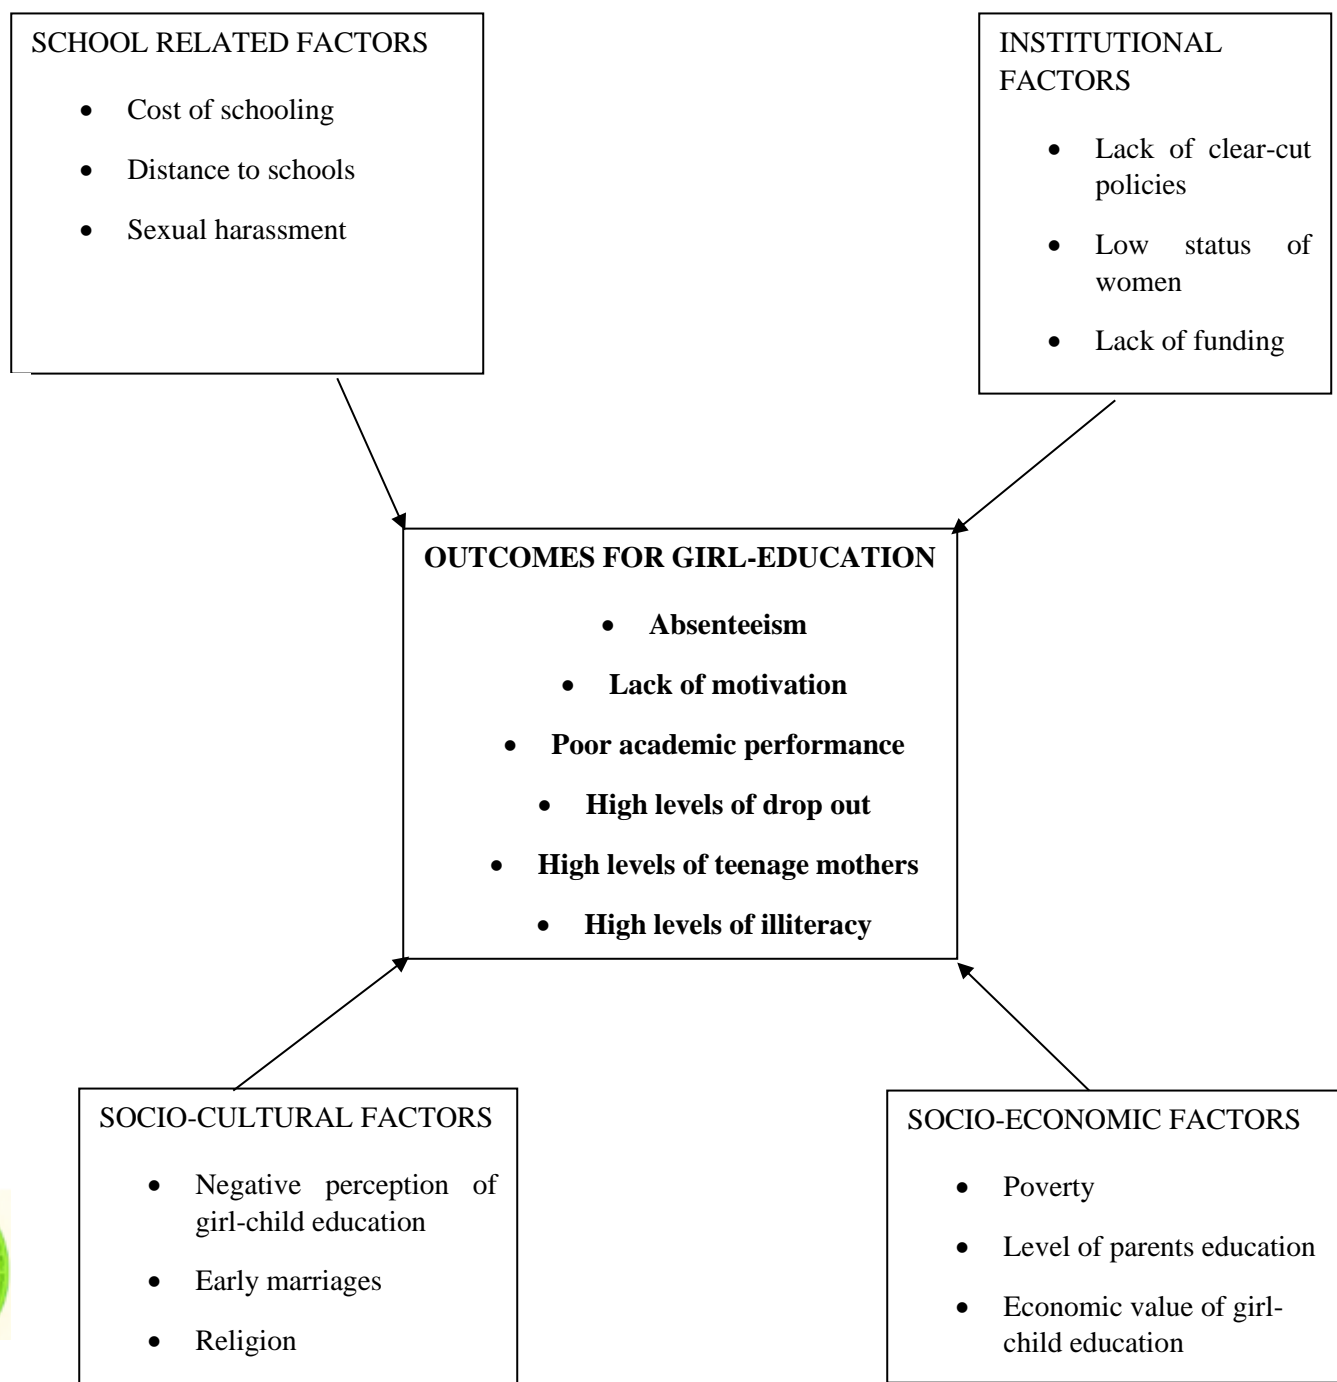 SCHOOL RELATED FACTORS
• Cost of schooling
• Distance to schools
• Sexual harassment
INSTITUTIONAL
FACTORS
• Lack of clear-cut
policies
• Low status of
women
• Lack of funding
OUTCOMES FOR GIRL-EDUCATION
• Absenteeism
• Lack of motivation
• Poor academic performance
• High levels of drop out
• High levels of teenage mothers
• High levels of illiteracy
SOCIO-CULTURAL FACTORS
• Negative perception of
girl-child education
• Early marriages
• Religion
SOCIO-ECONOMIC FACTORS
• Poverty
• Level of parents education
• Economic value of girl-
child education